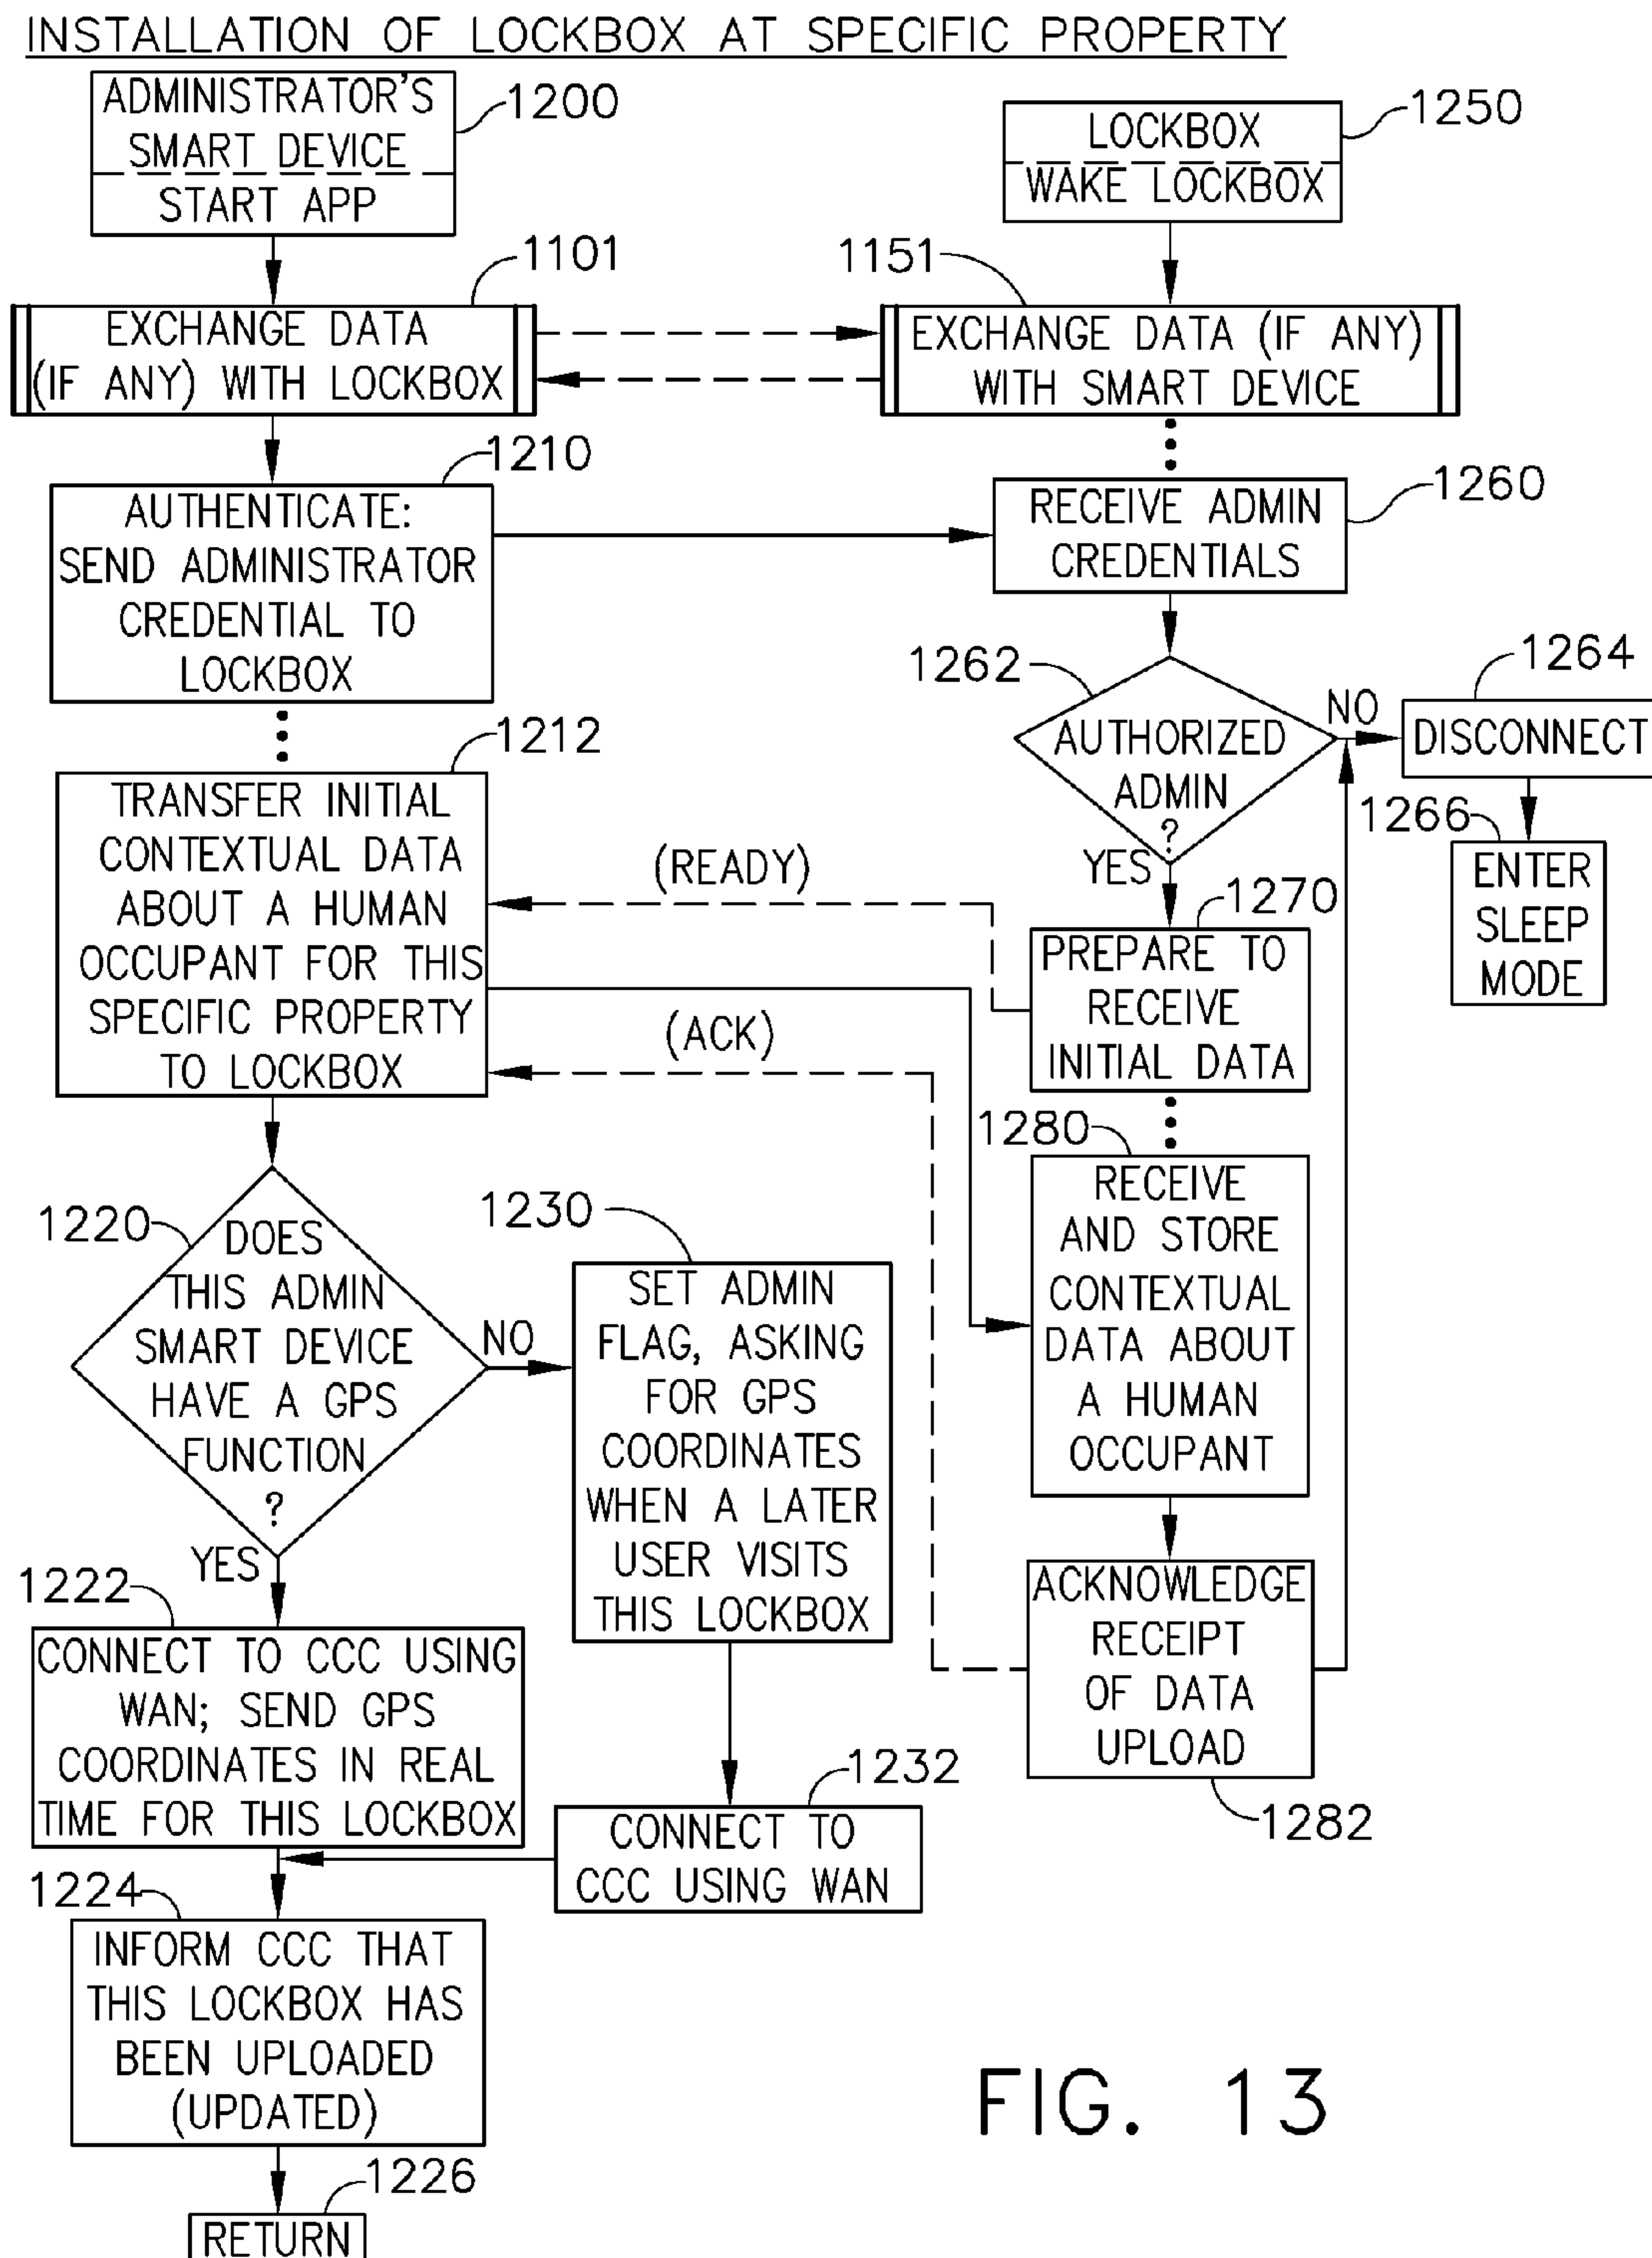 INSTALLATION OF LOCKBOX AT SPECIFIC PROPERTY
ADMINISTRATOR'S
SMART DEVICE
START APP
1200
LOCKBOX
WAKE LOCKBOX
1250
1101
EXCHANGE DATA
(IF ANY) WITH LOCKBOX
1151
EXCHANGE DATA (IF ANY)
WITH SMART DEVICE
1210
AUTHENTICATE:
SEND ADMINISTRATOR
CREDENTIAL TO
LOCKBOX
1260
RECEIVE ADMIN
CREDENTIALS
1262
AUTHORIZED
ADMIN
?
NO
YES
1264
DISCONNECT
1266
ENTER
SLEEP
MODE
1212
TRANSFER INITIAL
CONTEXTUAL DATA
ABOUT A HUMAN
OCCUPANT FOR THIS
SPECIFIC PROPERTY
TO LOCKBOX
(READY)
(ACK)
1270
PREPARE TO
RECEIVE
INITIAL DATA
1280
RECEIVE
AND STORE
CONTEXTUAL
DATA ABOUT
A HUMAN
OCCUPANT
1220
DOES
THIS ADMIN
SMART DEVICE
HAVE A GPS
FUNCTION
?
NO
YES
1230
SET ADMIN
FLAG, ASKING
FOR GPS
COORDINATES
WHEN A LATER
USER VISITS
THIS LOCKBOX
ACKNOWLEDGE
RECEIPT
OF DATA
UPLOAD
1282
1222
CONNECT TO CCC USING
WAN; SEND GPS
COORDINATES IN REAL
TIME FOR THIS LOCKBOX
1232
CONNECT TO
CCC USING WAN
1224
INFORM CCC THAT
THIS LOCKBOX HAS
BEEN UPLOADED
(UPDATED)
1226
RETURN
FIG. 13